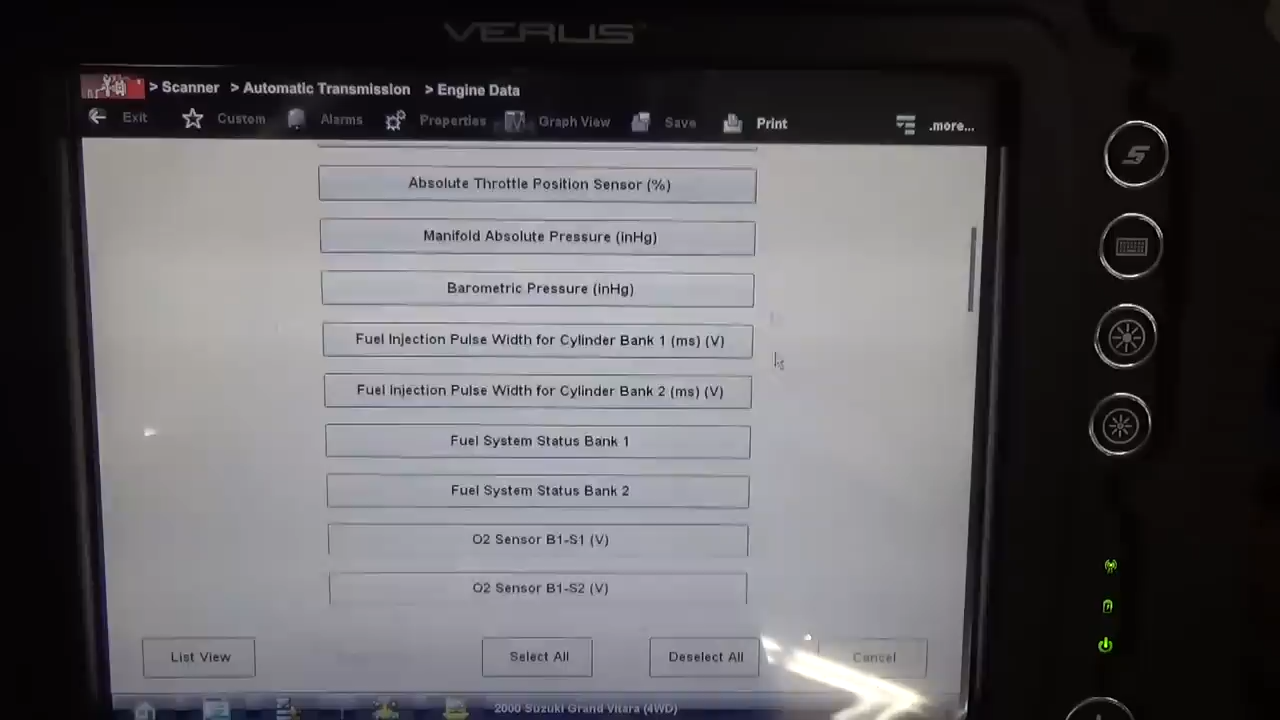 VERUS
> Scanner > Automatic Transmission > Engine Data
Exit Custom Alarms Properties Graph View Save Print .more...
Absolute Throttle Position Sensor (%)
Manifold Absolute Pressure (inHg)
Barometric Pressure (inHg)
Fuel Injection Pulse Width for Cylinder Bank 1 (ms) (V)
Fuel Injection Pulse Width for Cylinder Bank 2 (ms) (V)
Fuel System Status Bank 1
Fuel System Status Bank 2
O2 Sensor B1-S1 (V)
O2 Sensor B1-S2 (V)
List View Select All Deselect All Cancel
2000 Suzuki Grand Vitara (4WD)